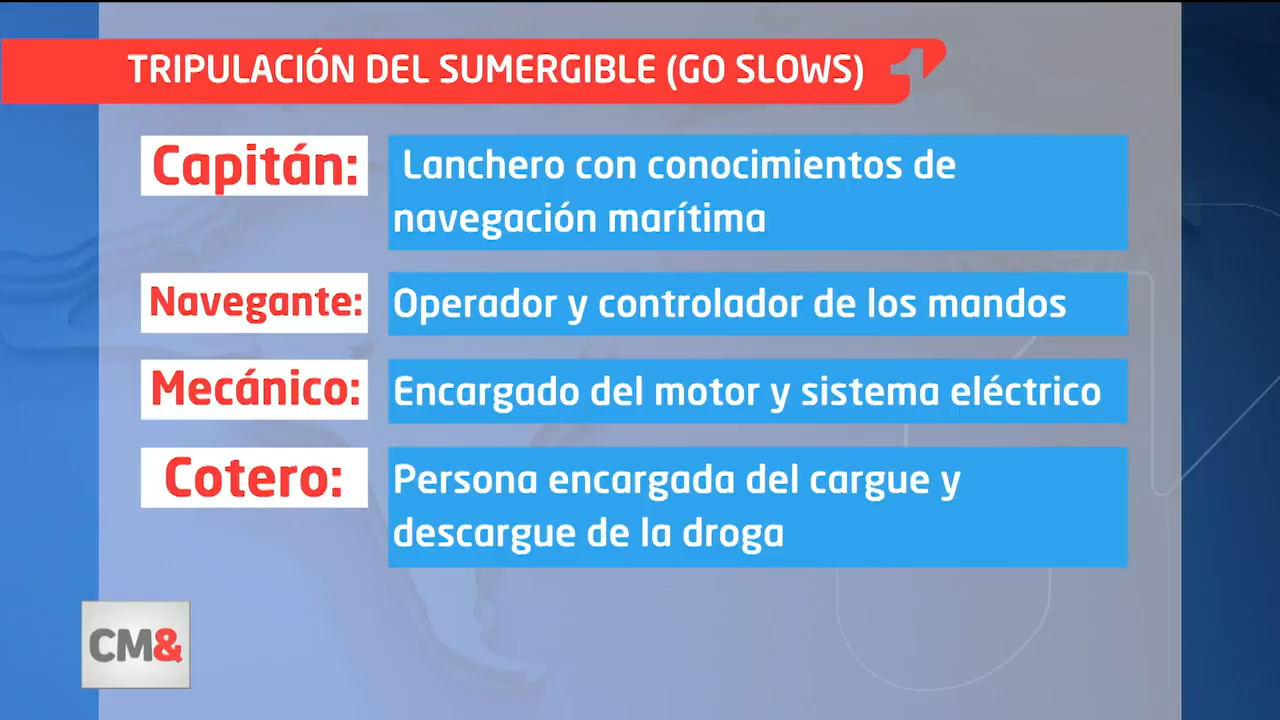 TRIPULACIÓN DEL SUMERGIBLE (GO SLOWS)
Capitán:
Lanchero con conocimientos de
navegación marítima
Navegante:
Operador y controlador de los mandos
Mecánico:
Encargado del motor y sistema eléctrico
Cotero:
Persona encargada del cargue y
descargue de la droga
CM&